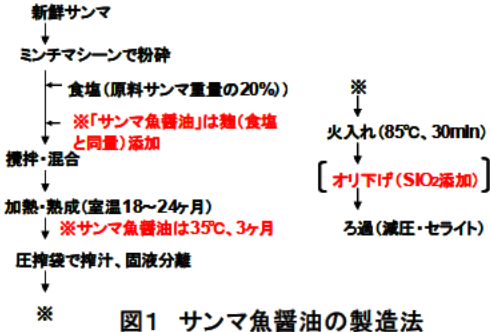 新鮮サンマ
ミンチマシーンで粉砕
食塩(原料サンマ重量の20%))
※「サンマ魚醤油」は麹(食塩
と同量)添加
攪拌・混合
加熱・熟成(室温18~24ヶ月)
※サンマ魚醤油は35℃、3ヶ月
圧搾袋で搾汁、固液分離
※
※
火入れ(85℃、30min)
オリ下げ(SIO2添加)
ろ過(減圧・セライト)
図1 サンマ魚醤油の製造法